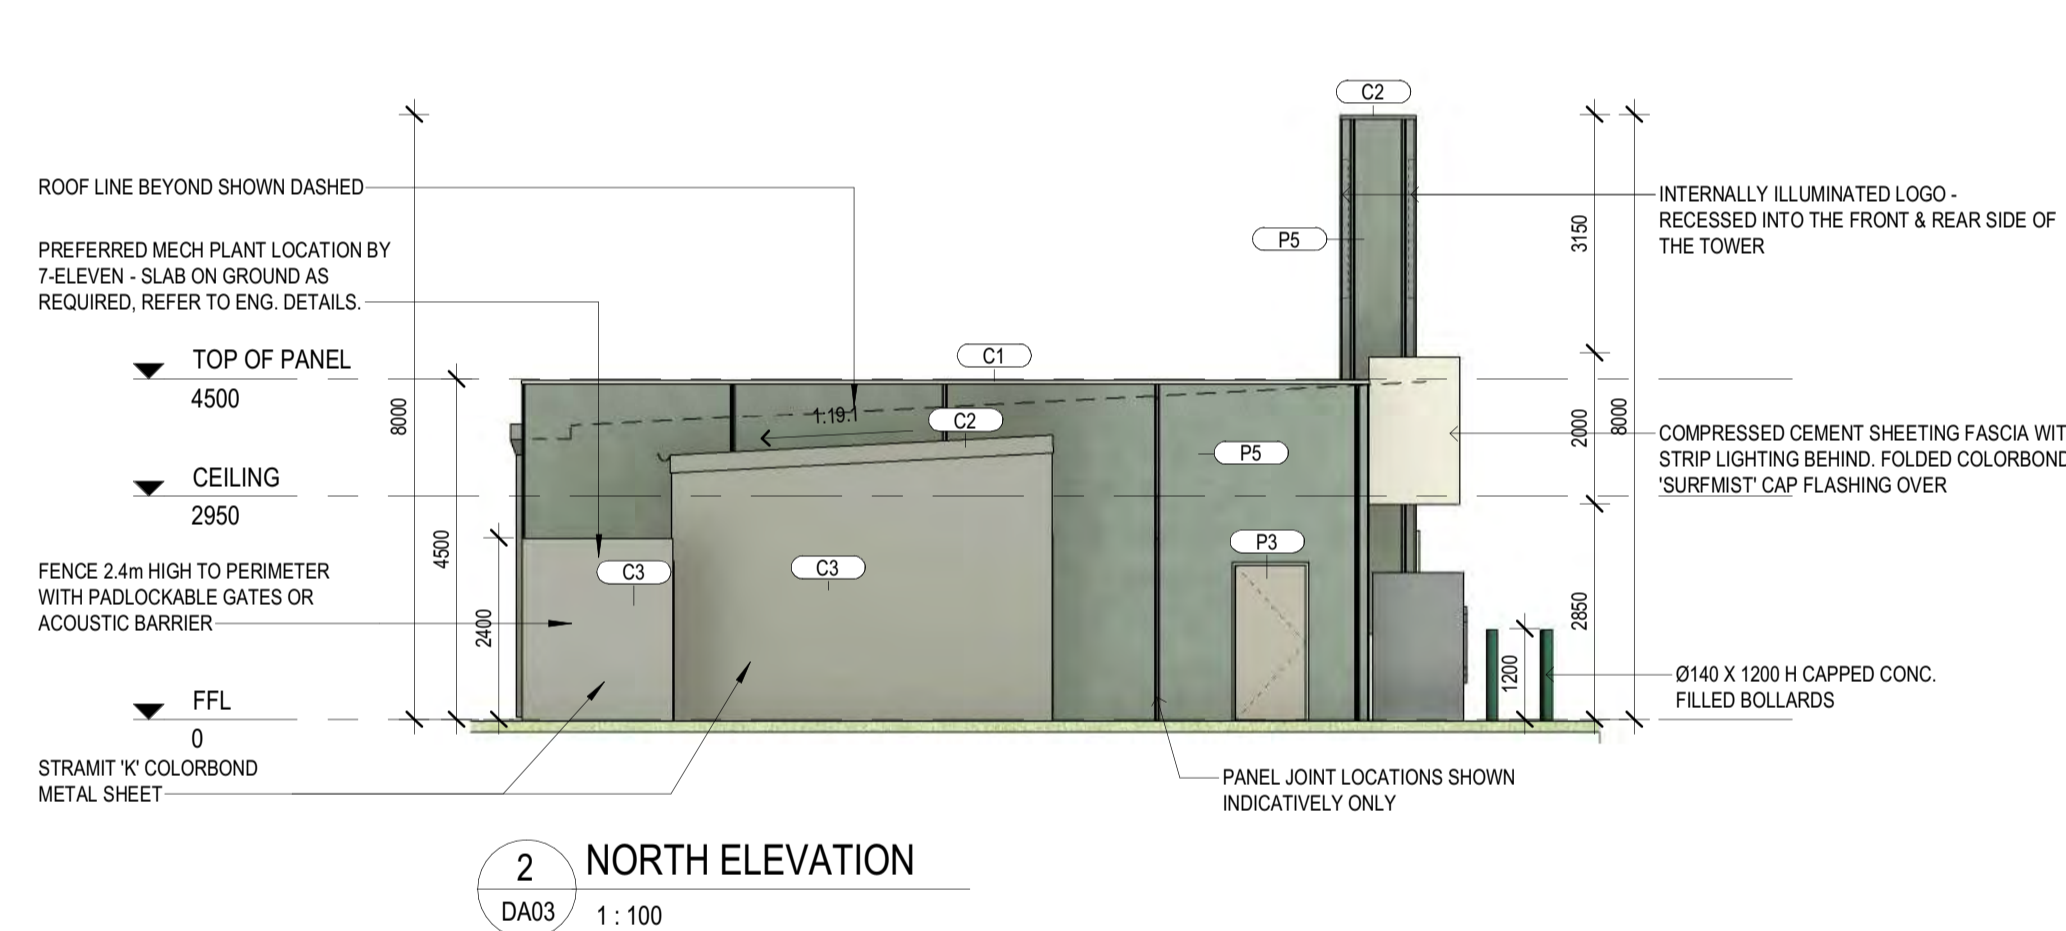 C2
ROOF LINE BEYOND SHOWN DASHED
PREFERRED MECH PLANT LOCATION BY
7-ELEVEN - SLAB ON GROUND AS
REQUIRED, REFER TO ENG. DETAILS.
INTERNALLY ILLUMINATED LOGO -
RECESSED INTO THE FRONT & REAR SIDE OF
THE TOWER
P5
3150
C1
TOP OF PANEL
4500
8000
1:19.1
C2
P5
2000
8000
COMPRESSED CEMENT SHEETING FASCIA WIT
STRIP LIGHTING BEHIND. FOLDED COLORBOND
'SURFMIST' CAP FLASHING OVER
CEILING
2950
4500
2400
P3
C3
C3
FENCE 2.4m HIGH TO PERIMETER
WITH PADLOCKABLE GATES OR
ACOUSTIC BARRIER
2850
1200
Ø140 X 1200 H CAPPED CONC.
FILLED BOLLARDS
FFL
0
STRAMIT 'K' COLORBOND
METAL SHEET
PANEL JOINT LOCATIONS SHOWN
INDICATIVELY ONLY
2
DA03
NORTH ELEVATION
1 : 100